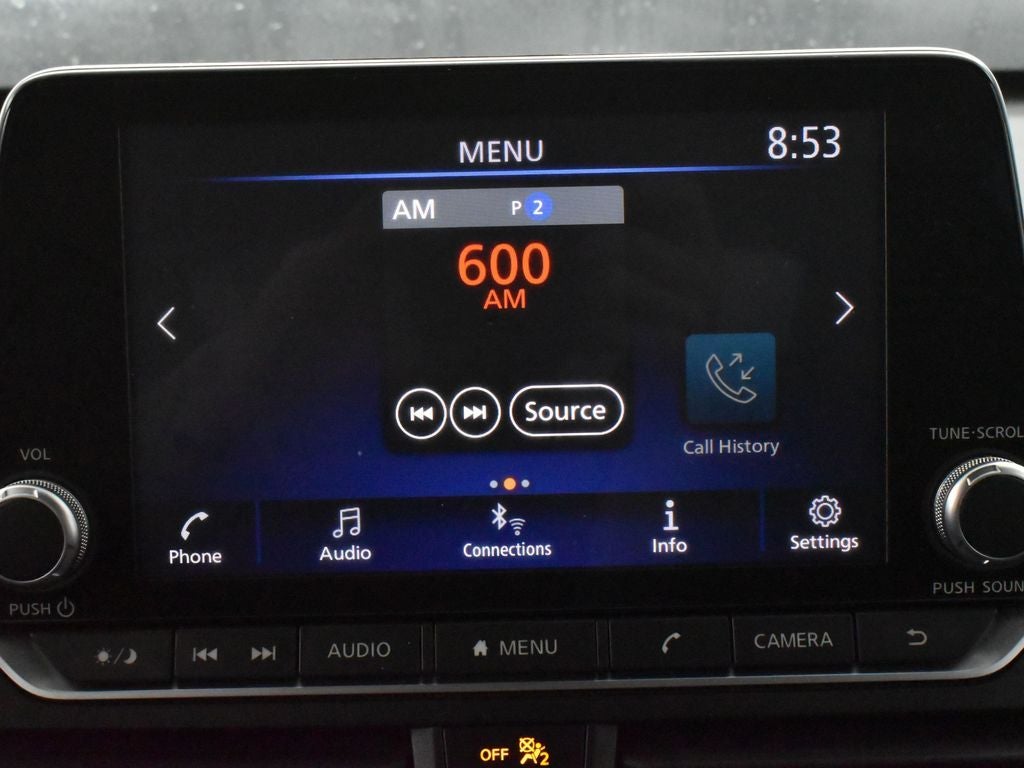 MENU
8:53
AM P 2
600
AM
Source
Call History
VOL
TUNE·SCROL
Phone
Audio
Connections
Info
Settings
PUSH
PUSH SOUN
AUDIO
MENU
CAMERA
OFF
2